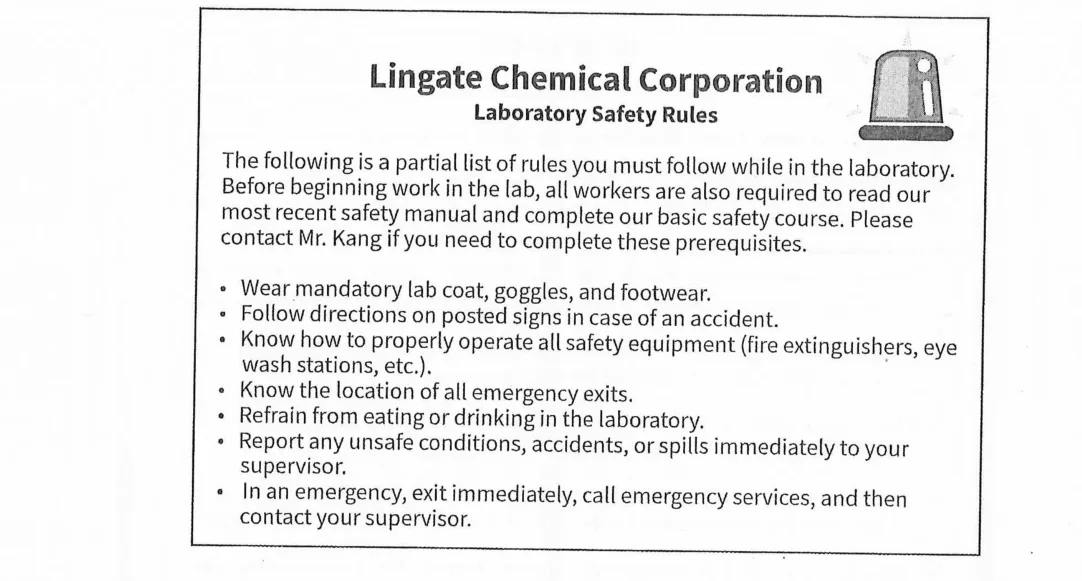 Lingate Chemical Corporation
Laboratory Safety Rules
The following is a partial list of rules you must follow while in the laboratory.
Before beginning work in the lab, all workers are also required to read our
most recent safety manual and complete our basic safety course. Please
contact Mr. Kang if you need to complete these prerequisites.
• Wear mandatory lab coat, goggles, and footwear.
• Follow directions on posted signs in case of an accident.
• Know how to properly operate all safety equipment (fire extinguishers, eye
wash stations, etc.).
• Know the location of all emergency exits.
• Refrain from eating or drinking in the laboratory.
• Report any unsafe conditions, accidents, or spills immediately to your
supervisor.
• In an emergency, exit immediately, call emergency services, and then
contact your supervisor.